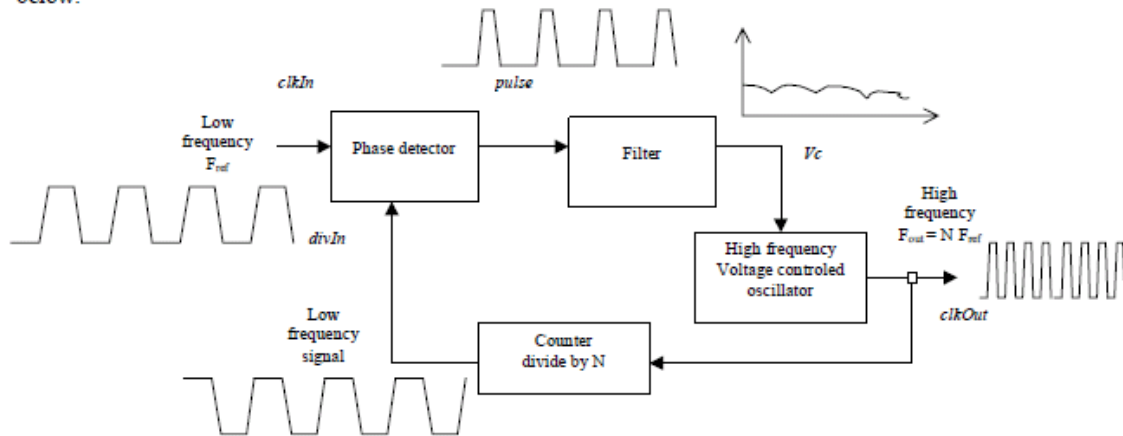 below.
clkIn
pulse
Low
frequency
Fref
Phase detector
Filter
Vc
High
frequency
Fout = N Fref
divIn
High frequency
Voltage controled
oscillator
clkOut
Low
frequency
signal
Counter
divide by N